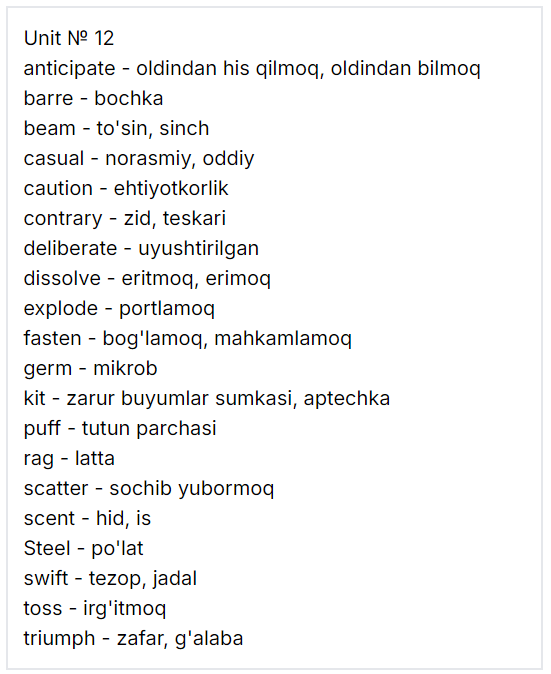 Unit № 12
anticipate - oldindan his qilmoq, oldindan bilmoq
barre - bochka
beam - to'sin, sinch
casual - norasmiy, oddiy
caution - ehtiyotkorlik
contrary - zid, teskari
deliberate - uyushtirilgan
dissolve - eritmoq, erimoq
explode - portlamoq
fasten - bog'lamoq, mahkamlamoq
germ - mikrob
kit - zarur buyumlar sumkasi, aptechka
puff - tutun parchasi
rag - latta
scatter - sochib yubormoq
scent - hid, is
Steel - po'lat
swift - tezop, jadal
toss - irg'itmoq
triumph - zafar, g'alaba